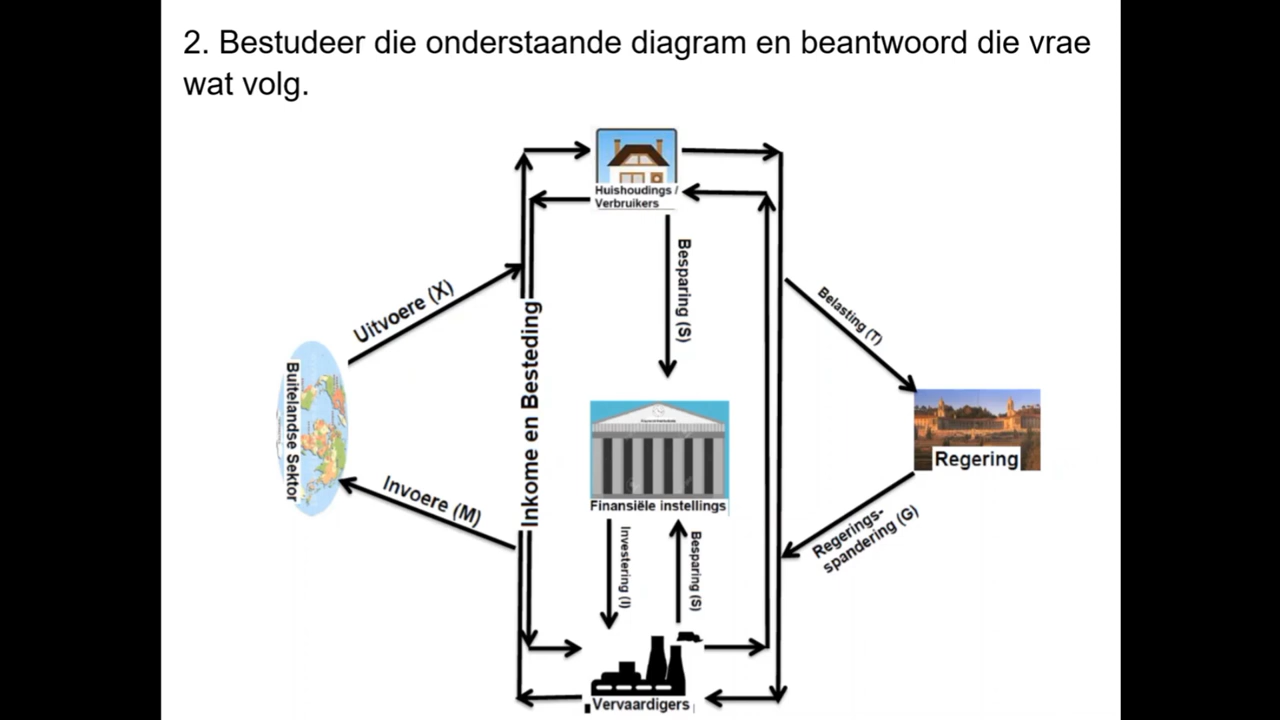 2. Bestudeer die onderstaande diagram en beantwoord die vrae
wat volg.
Huishoudings /
Verbruikers
Besparing (S)
Uitvoere (X)
Belasting (T)
Inkome en Besteding
Buitelandse Sektor
Regering
Invoere (M)
Finansiële instellings
Regerings-
spandering (G)
Investering (I)
Besparing (S)
Vervaardigers